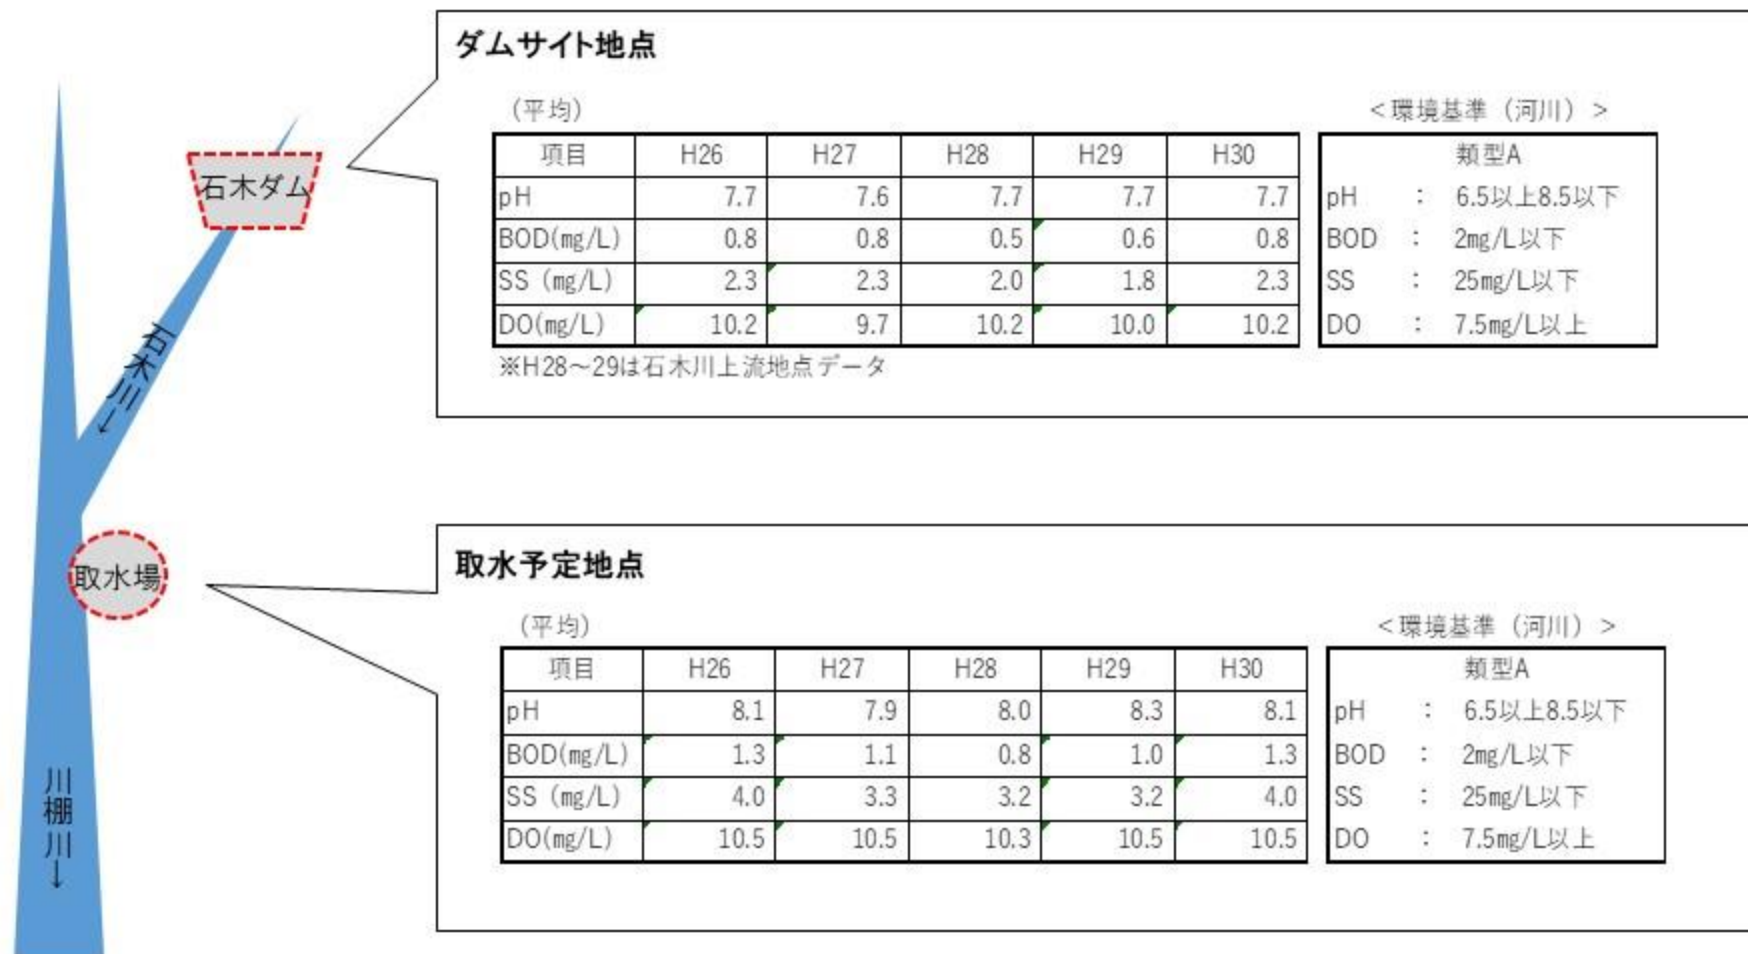 ダムサイト地点
(平均)
<環境基準(河川)>
項目 H26 H27 H28 H29 H30
pH 7.7 7.6 7.7 7.7 7.7
BOD(mg/L) 0.8 0.8 0.5 0.6 0.8
SS (mg/L) 2.3 2.3 2.0 1.8 2.3
DO(mg/L) 10.2 9.7 10.2 10.0 10.2
※H28～29は石木川上流地点データ
類型A
pH : 6.5以上8.5以下
BOD : 2mg/L以下
SS : 25mg/L以下
DO : 7.5mg/L以上
石木ダム
石木川→
取水場
川棚川→
取水予定地点
(平均)
<環境基準(河川)>
項目 H26 H27 H28 H29 H30
pH 8.1 7.9 8.0 8.3 8.1
BOD(mg/L) 1.3 1.1 0.8 1.0 1.3
SS (mg/L) 4.0 3.3 3.2 3.2 4.0
DO(mg/L) 10.5 10.5 10.3 10.5 10.5
類型A
pH : 6.5以上8.5以下
BOD : 2mg/L以下
SS : 25mg/L以下
DO : 7.5mg/L以上